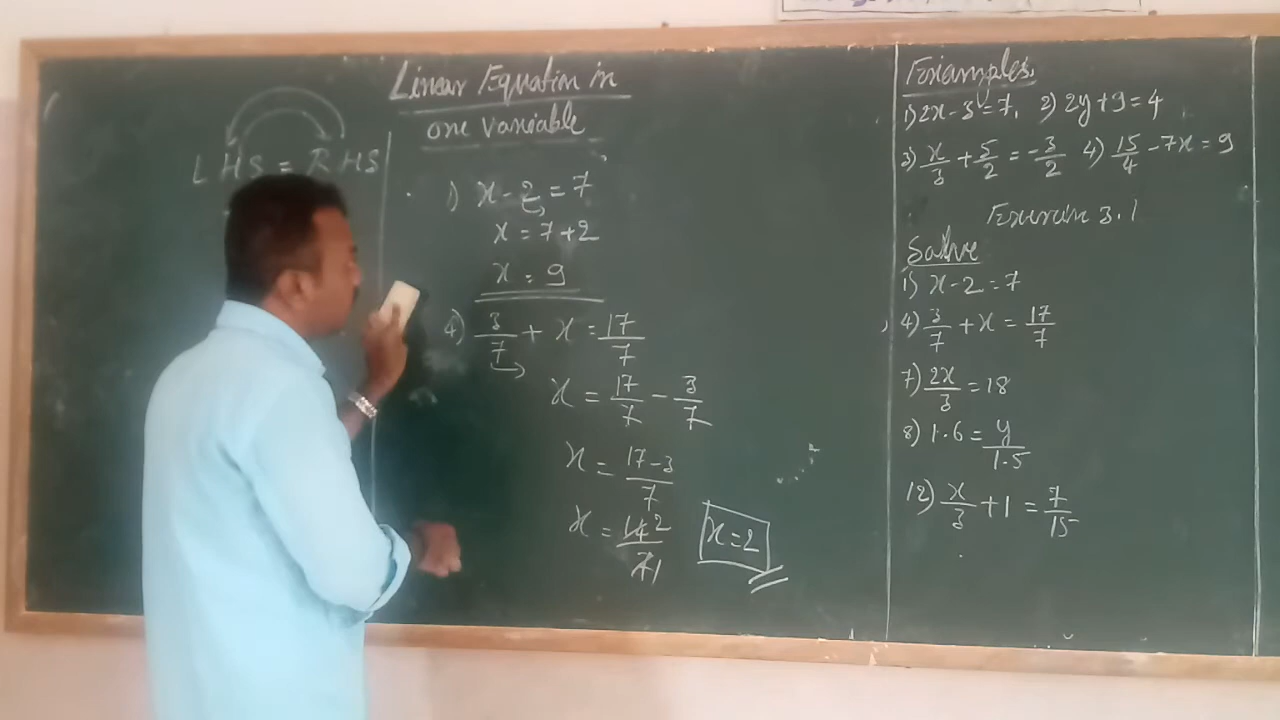 LHS = RHS
Linear Equation in
one variable
1) x - 2 = 7
x = 7 + 2
x = 9
4) 3/7 + x = 17/7
x = 17/7 - 3/7
x = 17-3/7
x = 14 2/7 1
x = 2
Examples.
1) 2x - 3 = 7, 2) 2y + 9 = 4
3) x/3 + 5/2 = -3/2 4) 15/4 - 7x = 9
Exercise 3.1
Solve
1) x - 2 = 7
4) 3/7 + x = 17/7
7) 2x/3 = 18
8) 1.6 = y/1.5
12) x/3 + 1 = 7/15